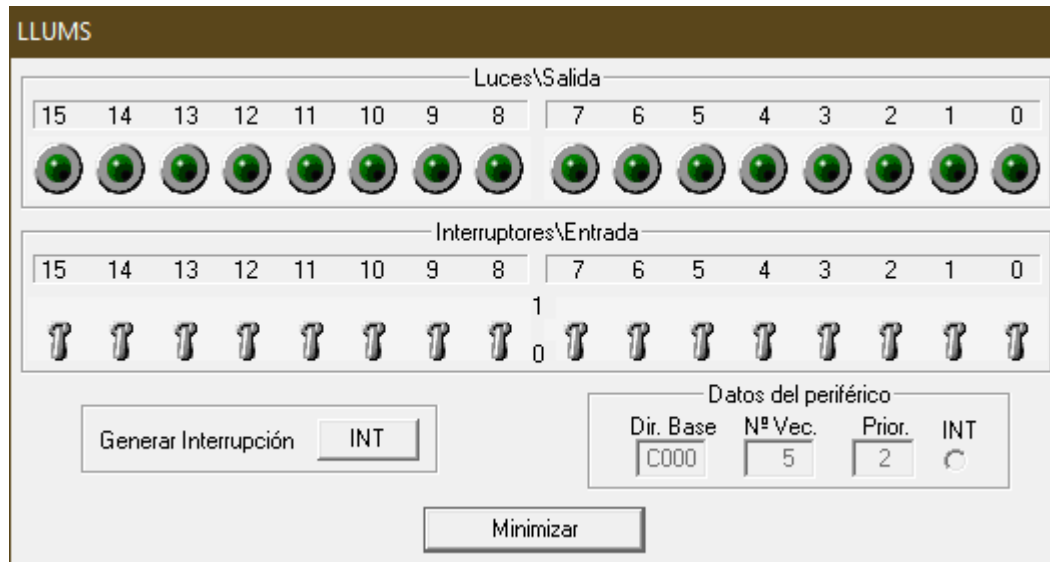 LLUMS
Luces\Salida
15 14 13 12 11 10 9 8 7 6 5 4 3 2 1 0
Interruptores\Entrada
15 14 13 12 11 10 9 8 7 6 5 4 3 2 1 0
1
0
Generar Interrupción INT
Datos del periférico
Dir. Base Nº Vec. Prior. INT
C000 5 2
Minimizar